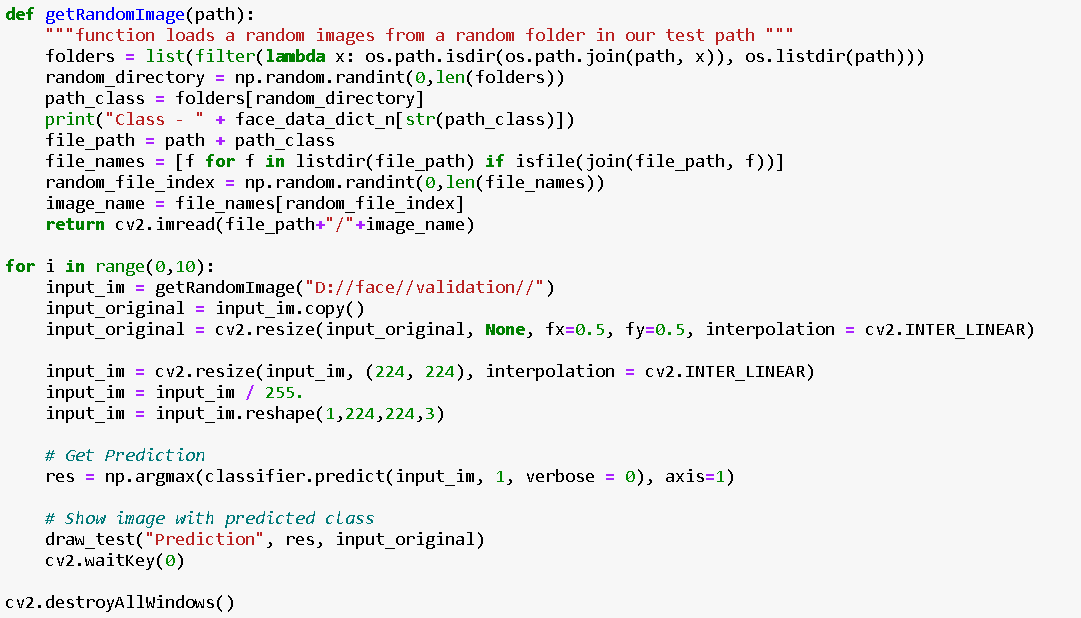 def getRandomImage(path):
    """function loads a random images from a random folder in our test path """
    folders = list(filter(lambda x: os.path.isdir(os.path.join(path, x)), os.listdir(path)))
    random_directory = np.random.randint(0,len(folders))
    path_class = folders[random_directory]
    print("Class - " + face_data_dict_n[str(path_class)])
    file_path = path + path_class
    file_names = [f for f in listdir(file_path) if isfile(join(file_path, f))]
    random_file_index = np.random.randint(0,len(file_names))
    image_name = file_names[random_file_index]
    return cv2.imread(file_path+"/"+image_name)

for i in range(0,10):
    input_im = getRandomImage("D://face//validation//")
    input_original = input_im.copy()
    input_original = cv2.resize(input_original, None, fx=0.5, fy=0.5, interpolation = cv2.INTER_LINEAR)

    input_im = cv2.resize(input_im, (224, 224), interpolation = cv2.INTER_LINEAR)
    input_im = input_im / 255.
    input_im = input_im.reshape(1,224,224,3)

    # Get Prediction
    res = np.argmax(classifier.predict(input_im, 1, verbose = 0), axis=1)

    # Show image with predicted class
    draw_test("Prediction", res, input_original)
    cv2.waitKey(0)

cv2.destroyAllWindows()